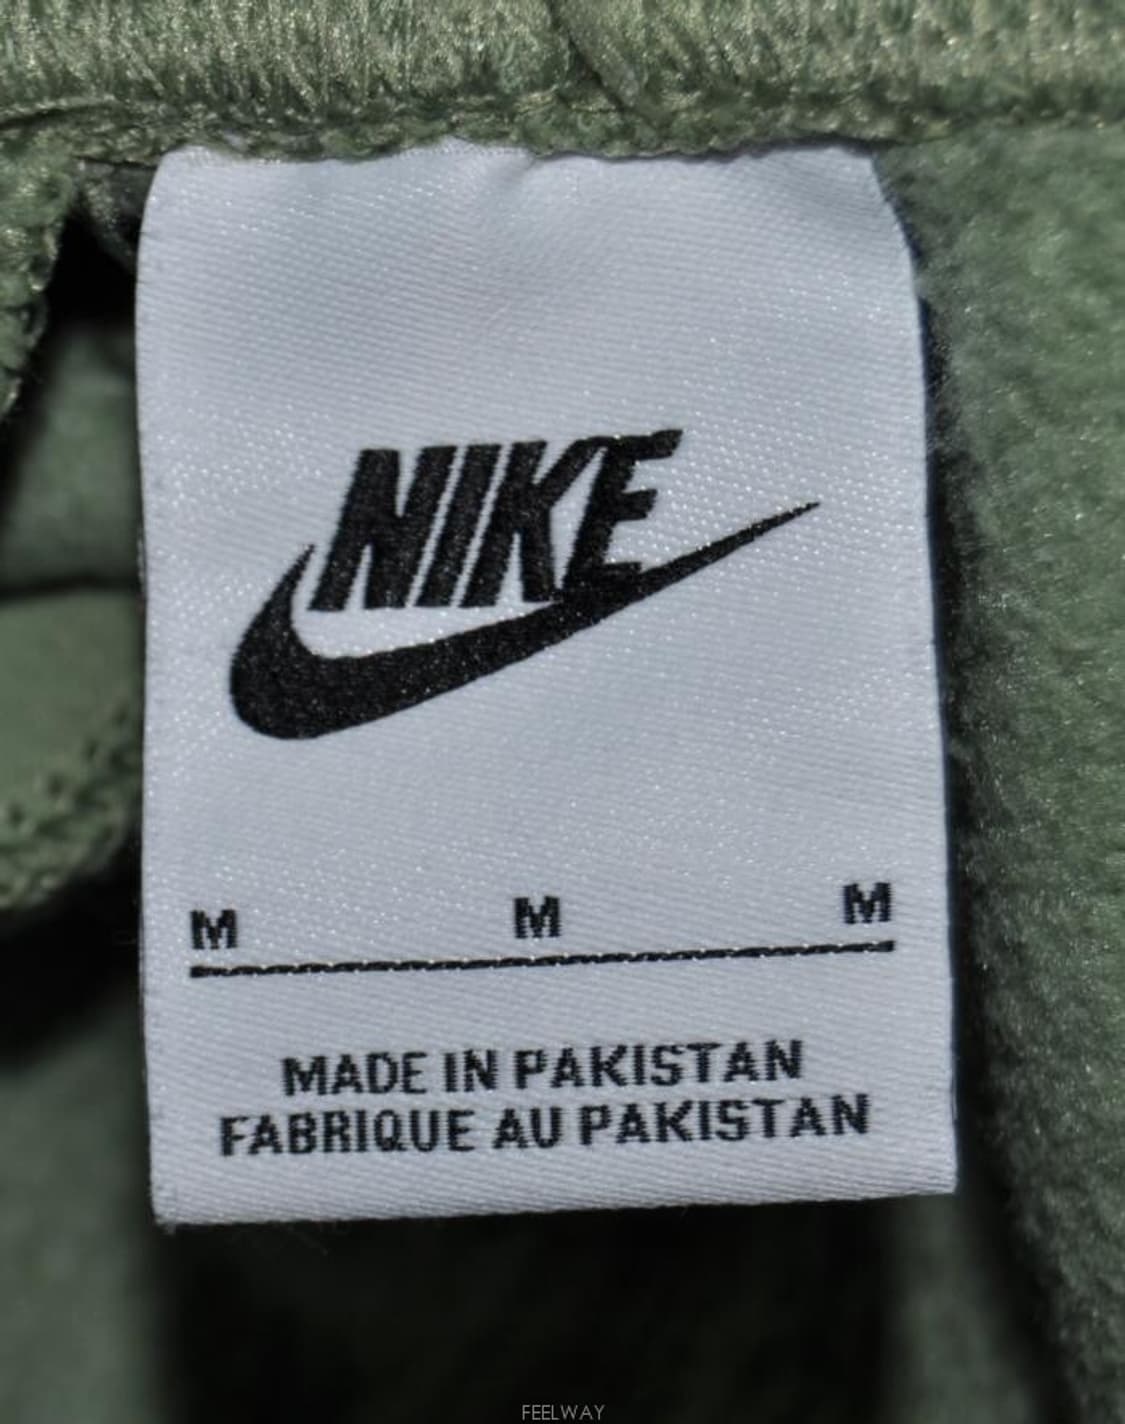 NIKE
M M M
MADE IN PAKISTAN
FABRIQUE AU PAKISTAN
FEELWAY